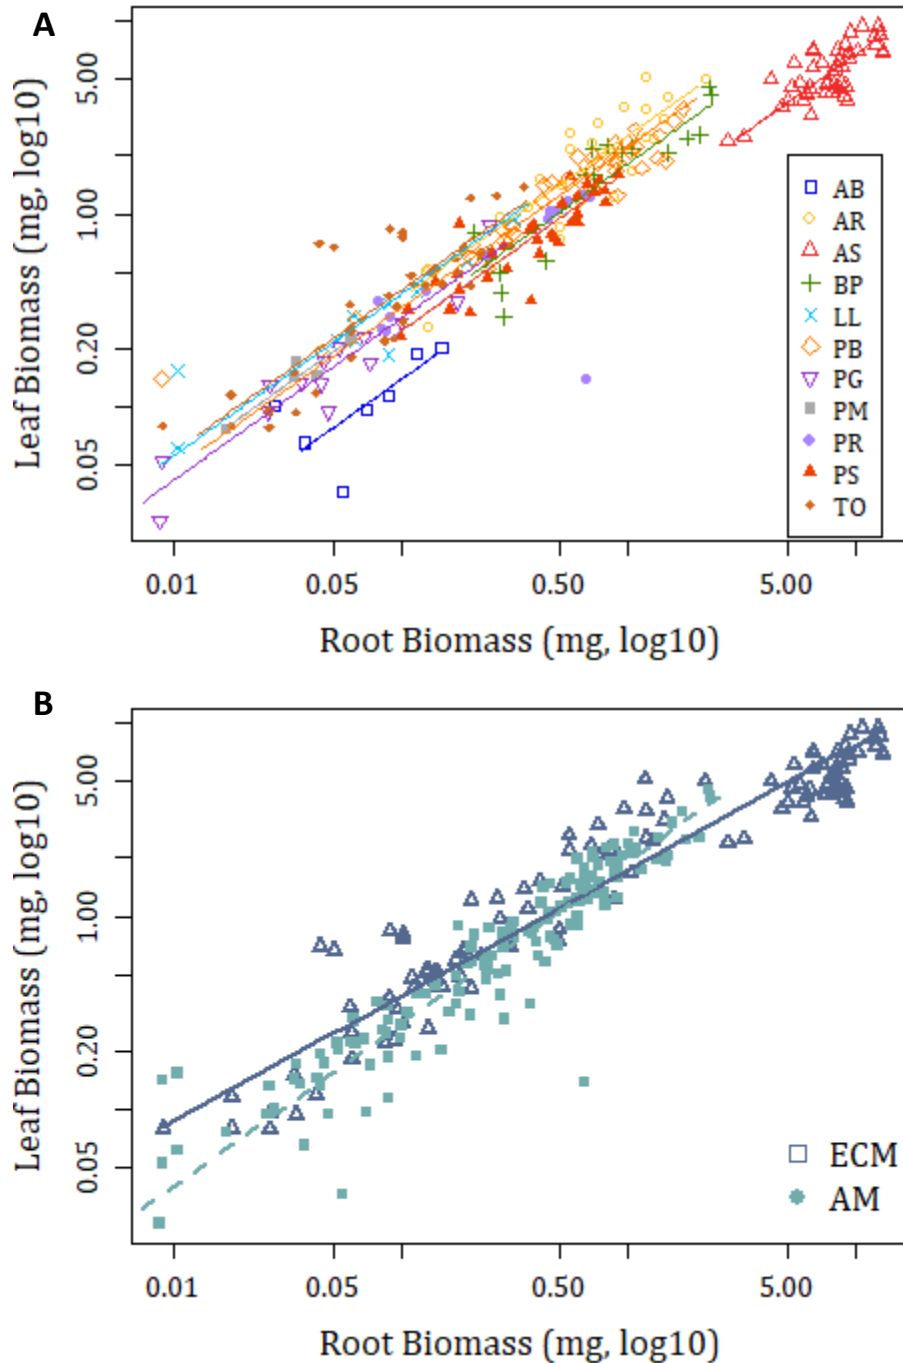 A
Leaf Biomass (mg, log10)
5.00
1.00
0.20
0.05
AB
AR
AS
BP
LL
PB
PG
PM
PR
PS
TO
0.01 0.05 0.50 5.00
Root Biomass (mg, log10)
B
Leaf Biomass (mg, log10)
5.00
1.00
0.20
0.05
ECM
AM
0.01 0.05 0.50 5.00
Root Biomass (mg, log10)